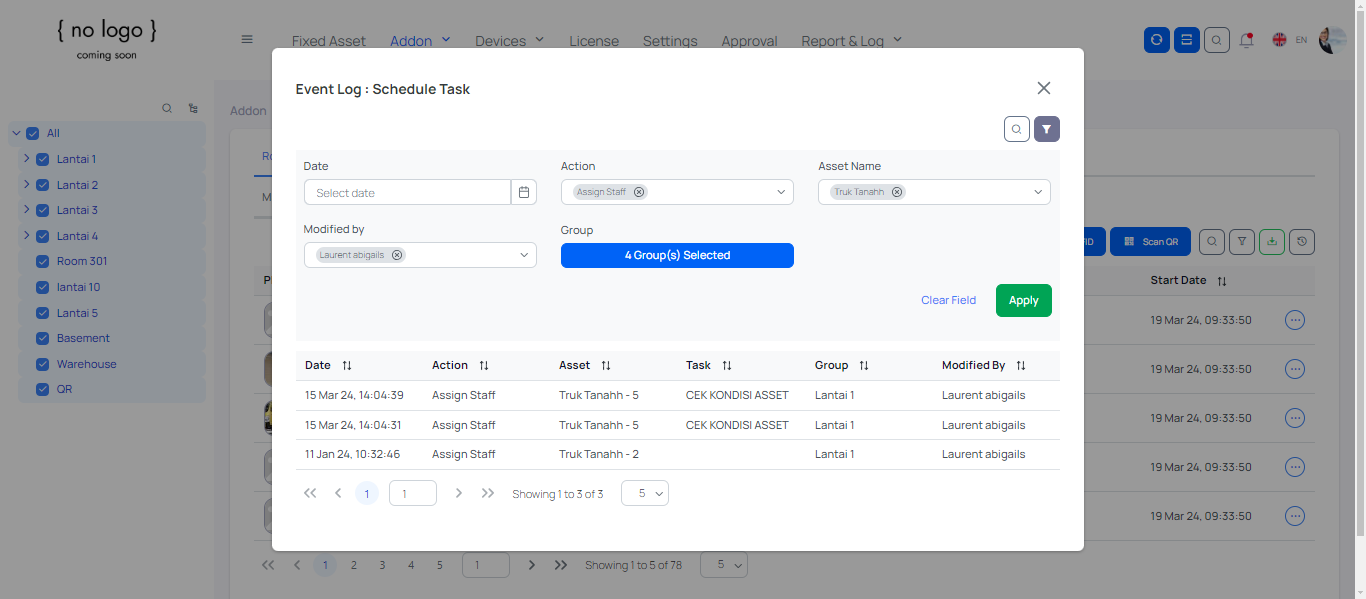 { no logo }
coming soon
Fixed Asset Addon Devices License Settings Approval Report & Log EN
Addon
All
Lantai 1
Lantai 2
Lantai 3
Lantai 4
Room 301
lantai 10
Lantai 5
Basement
Warehouse
QR
Event Log : Schedule Task
Date Action Asset Name
Select date Assign Staff Truk Tanahh
Modified by Group
Laurent abigails 4 Group(s) Selected
Clear Field Apply
Date Action Asset Task Group Modified By
15 Mar 24, 14:04:39 Assign Staff Truk Tanahh - 5 CEK KONDISI ASSET Lantai 1 Laurent abigails
15 Mar 24, 14:04:31 Assign Staff Truk Tanahh - 5 CEK KONDISI ASSET Lantai 1 Laurent abigails
11 Jan 24, 10:32:46 Assign Staff Truk Tanahh - 2 Lantai 1 Laurent abigails
1 1 Showing 1 to 3 of 3 5
Scan QR
Start Date
19 Mar 24, 09:33:50
19 Mar 24, 09:33:50
19 Mar 24, 09:33:50
19 Mar 24, 09:33:50
19 Mar 24, 09:33:50
1 2 3 4 5 1 Showing 1 to 5 of 78 5